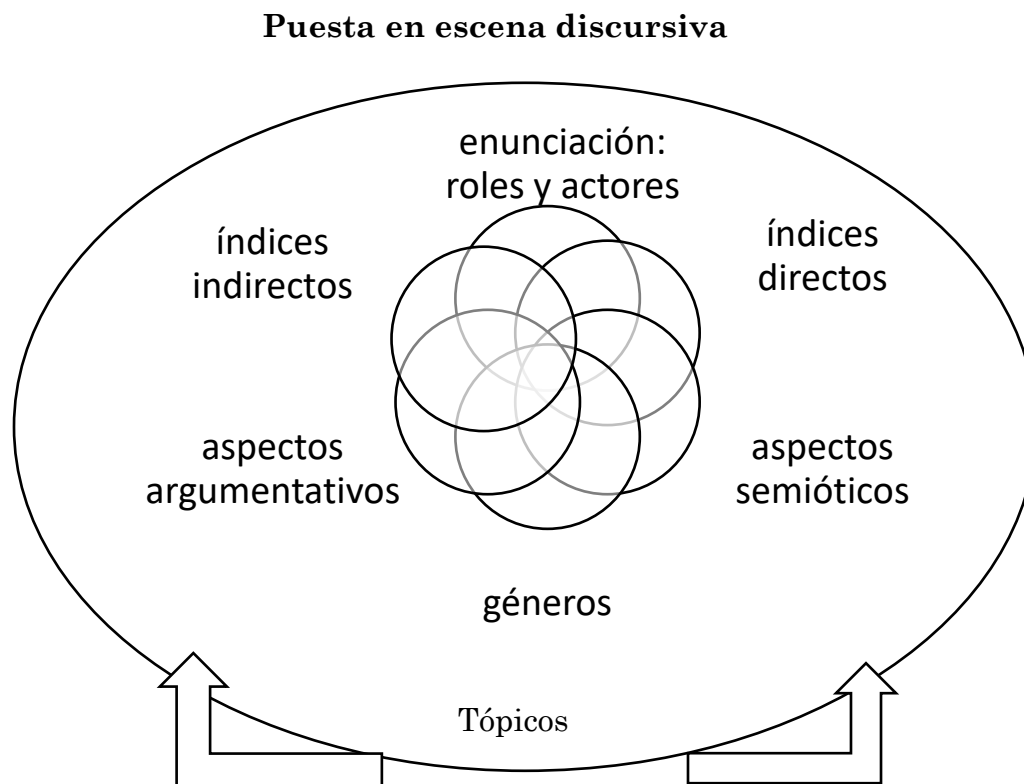 Puesta en escena discursiva
enunciación:
roles y actores
índices
indirectos
índices
directos
aspectos
argumentativos
aspectos
semióticos
géneros
Tópicos